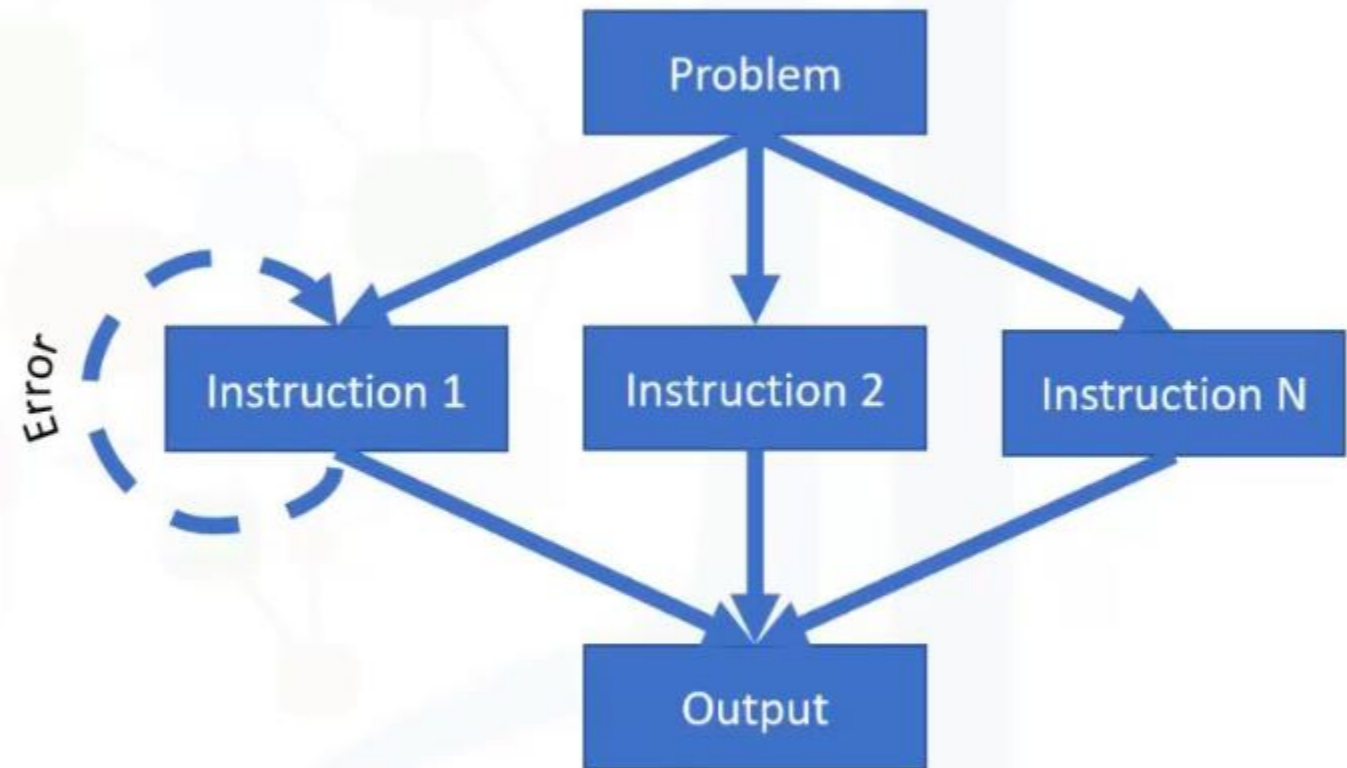 Problem
Error
Instruction 1
Instruction 2
Instruction N
Output